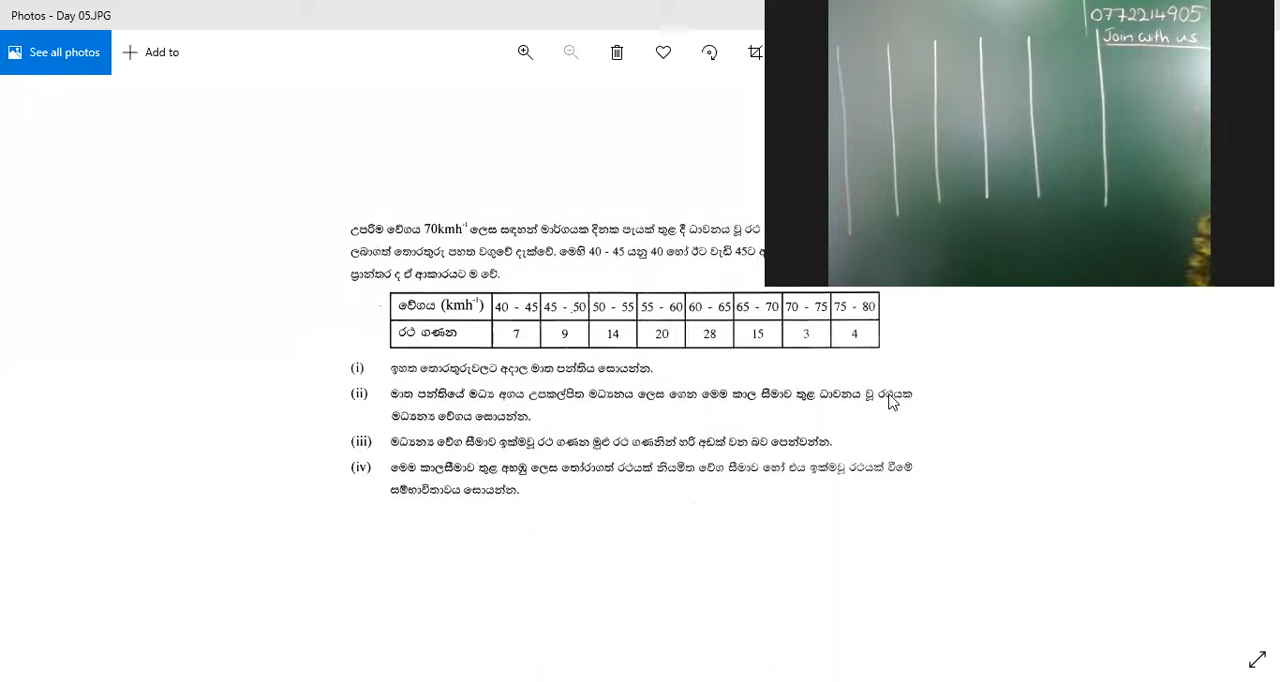 Photos - Day 05.JPG
See all photos
Add to
0772214905
Join with us
උපරිම වේගය 70kmh⁻¹ ලෙස සඳහන් මාර්ගයක දිනක පැයක් තුළ දී ධාවනය වූ රථ
ලබාගත් තොරතුරු පහත වගුවේ දැක්වේ. මෙහි 40 - 45 යනු 40 හෝ ඊට වැඩි 45ට
ප්‍රාන්තර ද ඒ ආකාරයට ම වේ.
වේගය (kmh⁻¹) 40 - 45 45 - 50 50 - 55 55 - 60 60 - 65 65 - 70 70 - 75 75 - 80
රථ ගණන 7 9 14 20 28 15 3 4
(i) ඉහත තොරතුරුවලට අදාල මාත පන්තිය සොයන්න.
(ii) මාත පන්තියේ මධ්‍ය අගය උපකල්පිත මධ්‍යනය ලෙස ගෙන මෙම කාල සීමාව තුළ ධාවනය වූ රථයක
මධ්‍යන්‍ය වේගය සොයන්න.
(iii) මධ්‍යන්‍ය වේග සීමාව ඉක්මවූ රථ ගණන මුළු රථ ගණනින් හරි අඩක් වන බව පෙන්වන්න.
(iv) මෙම කාලසීමාව තුළ අහඹු ලෙස තෝරාගත් රථයක් නියමිත වේග සීමාව හෝ එය ඉක්මවූ රථයක් වීමේ
සම්භාවිතාවය සොයන්න.